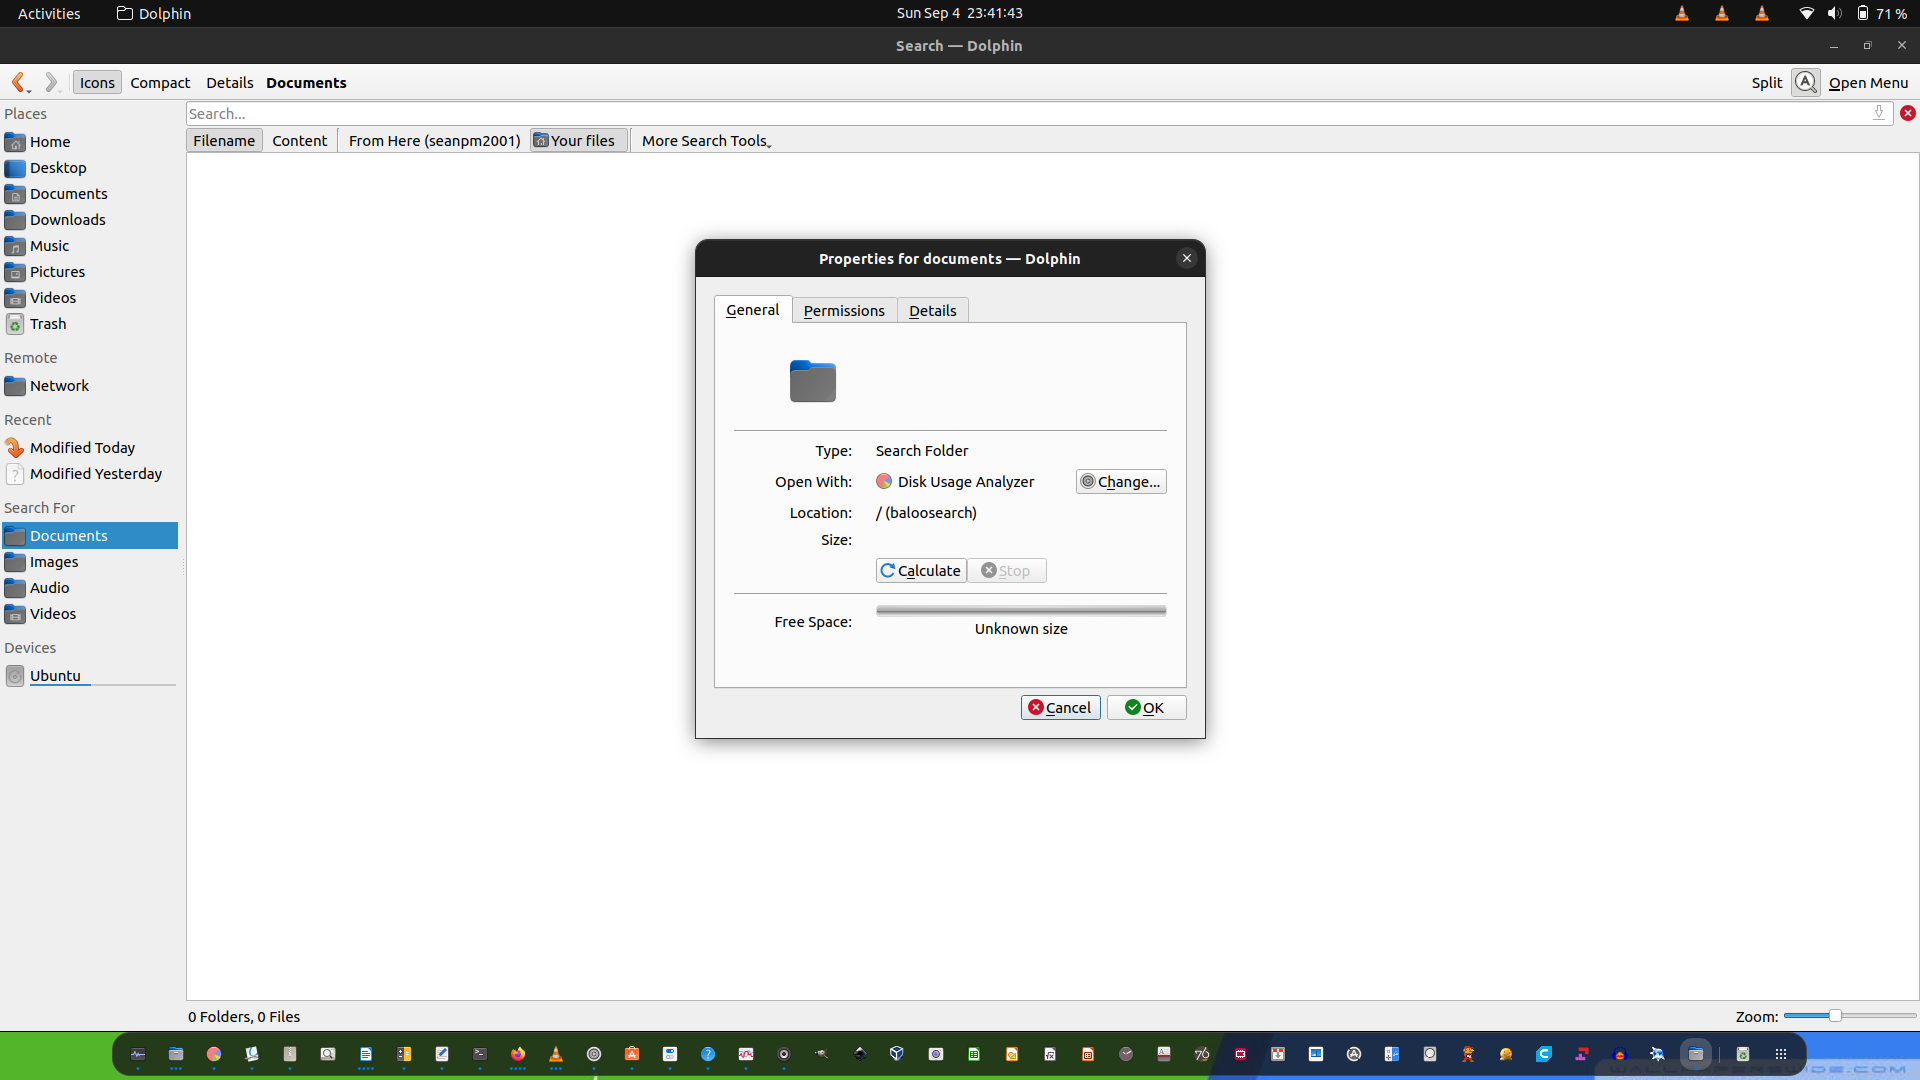 Activities
Dolphin
Sun Sep 4 23:41:43
71 %
Search — Dolphin
Icons
Compact
Details
Documents
Split
Open Menu
Places
Search...
Home
Filename
Content
From Here (seanpm2001)
Your files
More Search Tools
Desktop
Documents
Downloads
Music
Pictures
Videos
Trash
Remote
Network
Recent
Modified Today
Modified Yesterday
Search For
Documents
Images
Audio
Videos
Devices
Ubuntu
Properties for documents — Dolphin
General
Permissions
Details
Type: Search Folder
Open With: Disk Usage Analyzer
Change...
Location: / (baloosearch)
Size:
Calculate
Stop
Free Space:
Unknown size
Cancel
OK
0 Folders, 0 Files
Zoom:
76